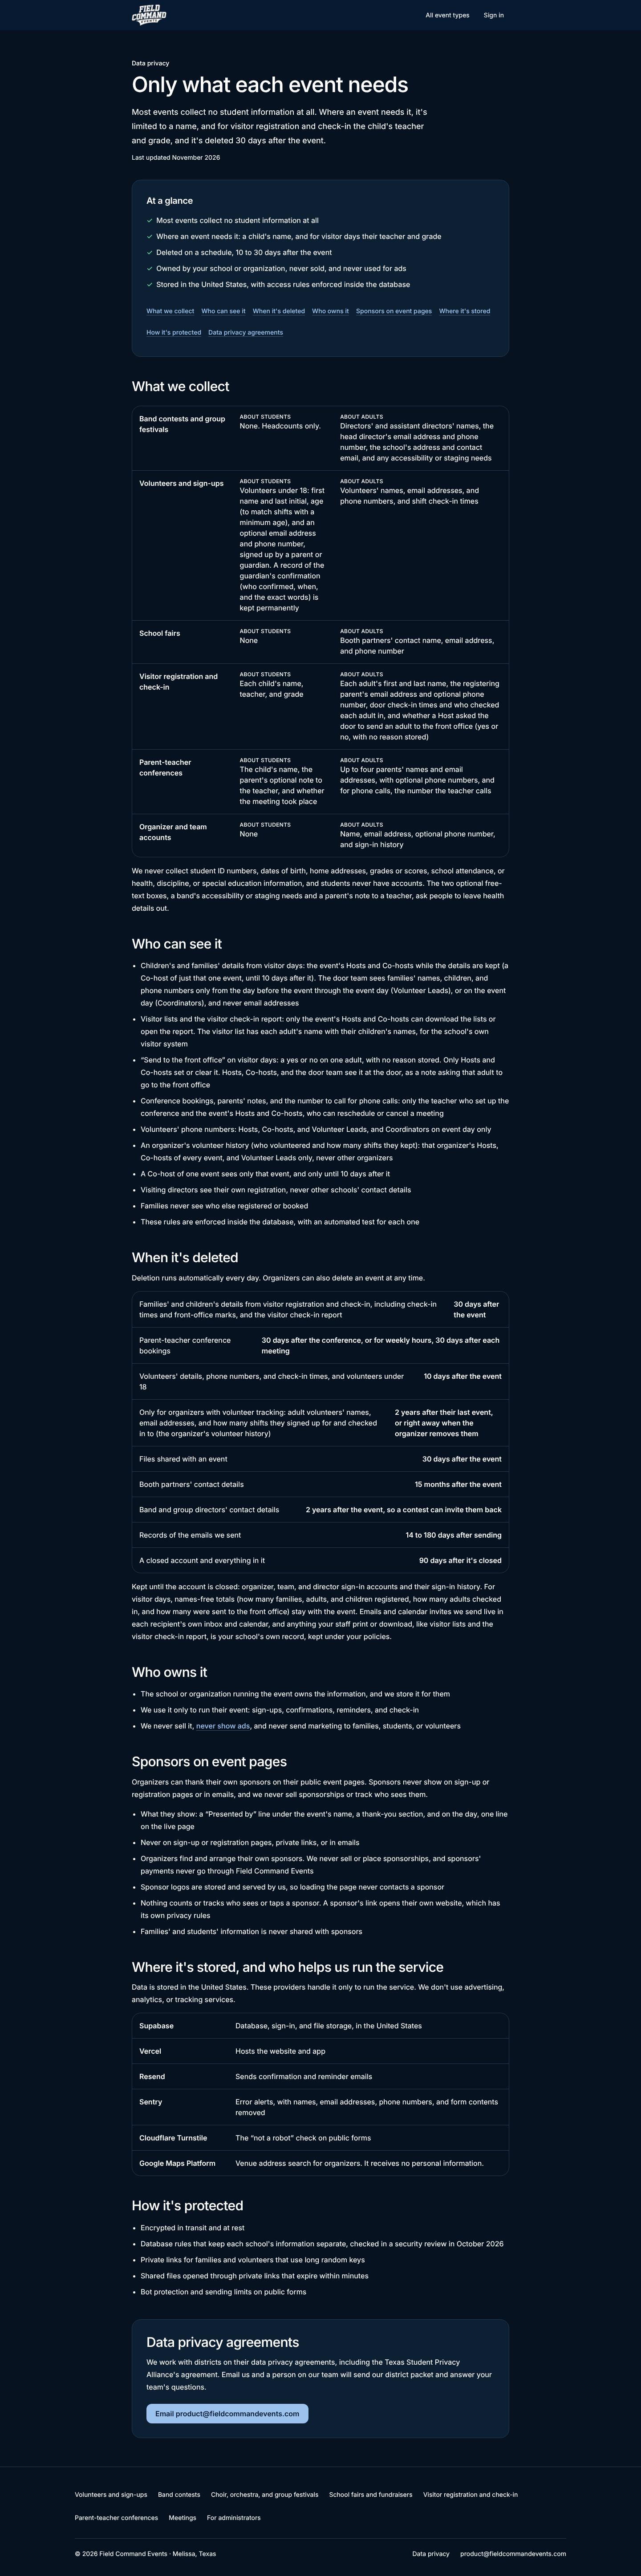 FIELD
COMMAND
EVENTS
All event types
Sign in
Data privacy
Only what each event needs
Most events collect no student information at all. Where an event needs it, it's
limited to a name, and for visitor registration and check-in the child's teacher
and grade, and it's deleted 30 days after the event.
Last updated November 2026
At a glance
Most events collect no student information at all
Where an event needs it: a child's name, and for visitor days their teacher and grade
Deleted on a schedule, 10 to 30 days after the event
Owned by your school or organization, never sold, and never used for ads
Stored in the United States, with access rules enforced inside the database
What we collect Who can see it When it's deleted Who owns it Sponsors on event pages Where it's stored
How it's protected Data privacy agreements
What we collect
Band contests and group
festivals
ABOUT STUDENTS
None. Headcounts only.
ABOUT ADULTS
Directors' and assistant directors' names, the
head director's email address and phone
number, the school's address and contact
email, and any accessibility or staging needs
Volunteers and sign-ups
ABOUT STUDENTS
Volunteers under 18: first
name and last initial, age
(to match shifts with a
minimum age), and an
optional email address
and phone number,
signed up by a parent or
guardian. A record of the
guardian's confirmation
(who confirmed, when,
and the exact words) is
kept permanently
ABOUT ADULTS
Volunteers' names, email addresses, and
phone numbers, and shift check-in times
School fairs
ABOUT STUDENTS
None
ABOUT ADULTS
Booth partners' contact name, email address,
and phone number
Visitor registration and
check-in
ABOUT STUDENTS
Each child's name,
teacher, and grade
ABOUT ADULTS
Each adult's first and last name, the registering
parent's email address and optional phone
number, door check-in times and who checked
each adult in, and whether a Host asked the
door to send an adult to the front office (yes or
no, with no reason stored)
Parent-teacher
conferences
ABOUT STUDENTS
The child's name, the
parent's optional note to
the teacher, and whether
the meeting took place
ABOUT ADULTS
Up to four parents' names and email
addresses, with optional phone numbers, and
for phone calls, the number the teacher calls
Organizer and team
accounts
ABOUT STUDENTS
None
ABOUT ADULTS
Name, email address, optional phone number,
and sign-in history
We never collect student ID numbers, dates of birth, home addresses, grades or scores, school attendance, or
health, discipline, or special education information, and students never have accounts. The two optional free-
text boxes, a band's accessibility or staging needs and a parent's note to a teacher, ask people to leave health
details out.
Who can see it
• Children's and families' details from visitor days: the event's Hosts and Co-hosts while the details are kept (a
Co-host of just that one event, until 10 days after it). The door team sees families' names, children, and
phone numbers only from the day before the event through the event day (Volunteer Leads), or on the event
day (Coordinators), and never email addresses
• Visitor lists and the visitor check-in report: only the event's Hosts and Co-hosts can download the lists or
open the report. The visitor list has each adult's name with their children's names, for the school's own
visitor system
• “Send to the front office” on visitor days: a yes or no on one adult, with no reason stored. Only Hosts and
Co-hosts set or clear it. Hosts, Co-hosts, and the door team see it at the door, as a note asking that adult to
go to the front office
• Conference bookings, parents' notes, and the number to call for phone calls: only the teacher who set up the
conference and the event's Hosts and Co-hosts, who can reschedule or cancel a meeting
• Volunteers' phone numbers: Hosts, Co-hosts, and Volunteer Leads, and Coordinators on event day only
• An organizer's volunteer history (who volunteered and how many shifts they kept): that organizer's Hosts,
Co-hosts of every event, and Volunteer Leads only, never other organizers
• A Co-host of one event sees only that event, and only until 10 days after it
• Visiting directors see their own registration, never other schools' contact details
• Families never see who else registered or booked
• These rules are enforced inside the database, with an automated test for each one
When it's deleted
Deletion runs automatically every day. Organizers can also delete an event at any time.
Families' and children's details from visitor registration and check-in, including check-in
times and front-office marks, and the visitor check-in report
30 days after
the event
Parent-teacher conference
bookings
30 days after the conference, or for weekly hours, 30 days after each
meeting
Volunteers' details, phone numbers, and check-in times, and volunteers under
18
10 days after the event
Only for organizers with volunteer tracking: adult volunteers' names,
email addresses, and how many shifts they signed up for and checked
in to (the organizer's volunteer history)
2 years after their last event,
or right away when the
organizer removes them
Files shared with an event
30 days after the event
Booth partners' contact details
15 months after the event
Band and group directors' contact details
2 years after the event, so a contest can invite them back
Records of the emails we sent
14 to 180 days after sending
A closed account and everything in it
90 days after it's closed
Kept until the account is closed: organizer, team, and director sign-in accounts and their sign-in history. For
visitor days, names-free totals (how many families, adults, and children registered, how many adults checked
in, and how many were sent to the front office) stay with the event. Emails and calendar invites we send live in
each recipient's own inbox and calendar, and anything your staff print or download, like visitor lists and the
visitor check-in report, is your school's own record, kept under your policies.
Who owns it
• The school or organization running the event owns the information, and we store it for them
• We use it only to run their event: sign-ups, confirmations, reminders, and check-in
• We never sell it, never show ads, and never send marketing to families, students, or volunteers
Sponsors on event pages
Organizers can thank their own sponsors on their public event pages. Sponsors never show on sign-up or
registration pages or in emails, and we never sell sponsorships or track who sees them.
• What they show: a “Presented by” line under the event's name, a thank-you section, and on the day, one line
on the live page
• Never on sign-up or registration pages, private links, or in emails
• Organizers find and arrange their own sponsors. We never sell or place sponsorships, and sponsors'
payments never go through Field Command Events
• Sponsor logos are stored and served by us, so loading the page never contacts a sponsor
• Nothing counts or tracks who sees or taps a sponsor. A sponsor's link opens their own website, which has
its own privacy rules
• Families' and students' information is never shared with sponsors
Where it's stored, and who helps us run the service
Data is stored in the United States. These providers handle it only to run the service. We don't use advertising,
analytics, or tracking services.
Supabase
Database, sign-in, and file storage, in the United States
Vercel
Hosts the website and app
Resend
Sends confirmation and reminder emails
Sentry
Error alerts, with names, email addresses, phone numbers, and form contents
removed
Cloudflare Turnstile
The “not a robot” check on public forms
Google Maps Platform
Venue address search for organizers. It receives no personal information.
How it's protected
• Encrypted in transit and at rest
• Database rules that keep each school's information separate, checked in a security review in October 2026
• Private links for families and volunteers that use long random keys
• Shared files opened through private links that expire within minutes
• Bot protection and sending limits on public forms
Data privacy agreements
We work with districts on their data privacy agreements, including the Texas Student Privacy
Alliance's agreement. Email us and a person on our team will send our district packet and answer your
team's questions.
Email product@fieldcommandevents.com
Volunteers and sign-ups Band contests Choir, orchestra, and group festivals School fairs and fundraisers Visitor registration and check-in
Parent-teacher conferences Meetings For administrators
© 2026 Field Command Events · Melissa, Texas
Data privacy product@fieldcommandevents.com